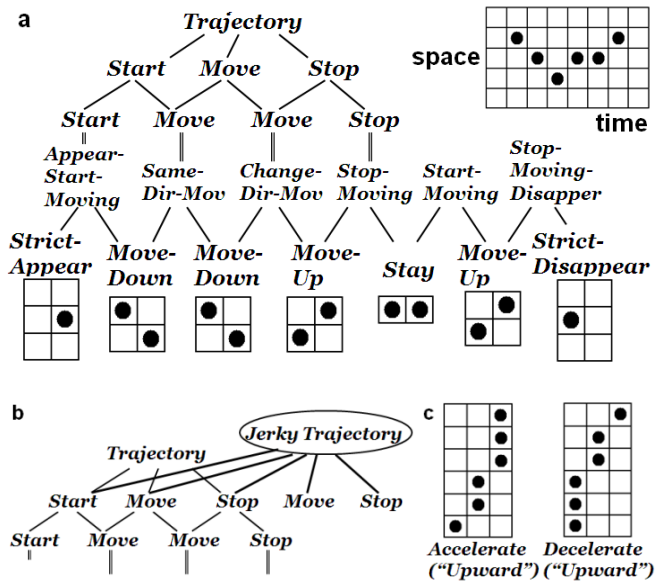 a
Trajectory
space
time
Start Move Stop
Start Move Move Stop
Appear-
Start-
Moving
Same-
Dir-Mov
Change-
Dir-Mov
Stop-
Moving
Start-
Moving
Stop-
Moving-
Disapper
Strict-
Appear
Move-
Down
Move-
Down
Move-
Up
Stay
Move-
Up
Strict-
Disappear
b
Jerky Trajectory
Trajectory
Start Move Stop Move Stop
Start Move Move Stop
c
Accelerate
("Upward")
Decelerate
("Upward")